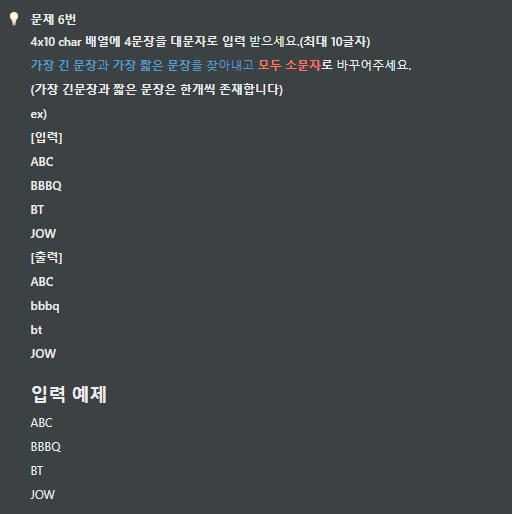 문제 6번
4x10 char 배열에 4문장을 대문자로 입력 받으세요.(최대 10글자)
가장 긴 문장과 가장 짧은 문장을 찾아내고 모두 소문자로 바꾸어주세요.
(가장 긴문장과 짧은 문장은 한개씩 존재합니다)
ex)
[입력]
ABC
BBBQ
BT
JOW
[출력]
ABC
bbbq
bt
JOW
입력 예제
ABC
BBBQ
BT
JOW